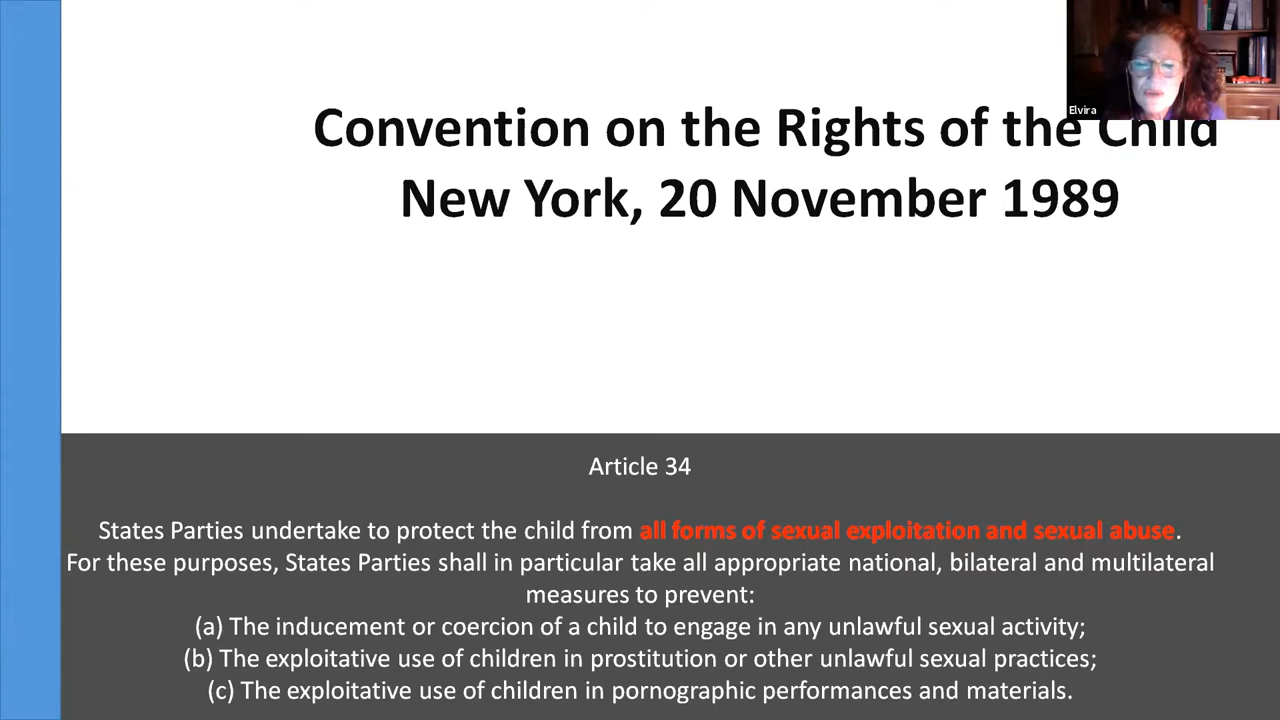 Convention on the Rights of the Child
New York, 20 November 1989
Elvira
Article 34
States Parties undertake to protect the child from all forms of sexual exploitation and sexual abuse.
For these purposes, States Parties shall in particular take all appropriate national, bilateral and multilateral
measures to prevent:
(a) The inducement or coercion of a child to engage in any unlawful sexual activity;
(b) The exploitative use of children in prostitution or other unlawful sexual practices;
(c) The exploitative use of children in pornographic performances and materials.